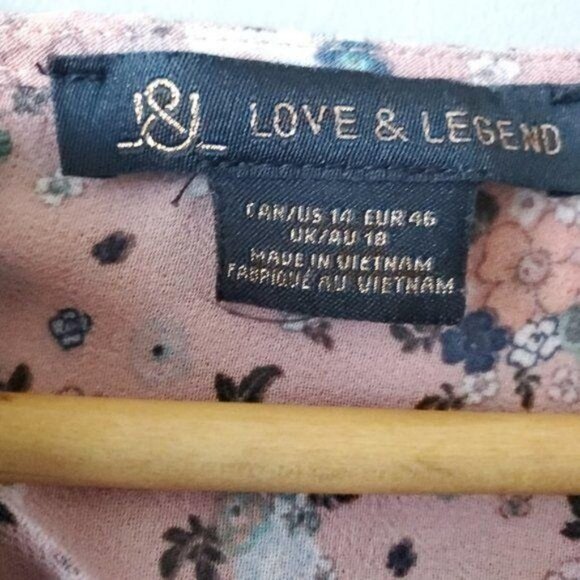 L&L LOVE & LEGEND
CAN/US 14 EUR 46
UK/AU 18
MADE IN VIETNAM
FABRIQUÉ AU VIETNAM